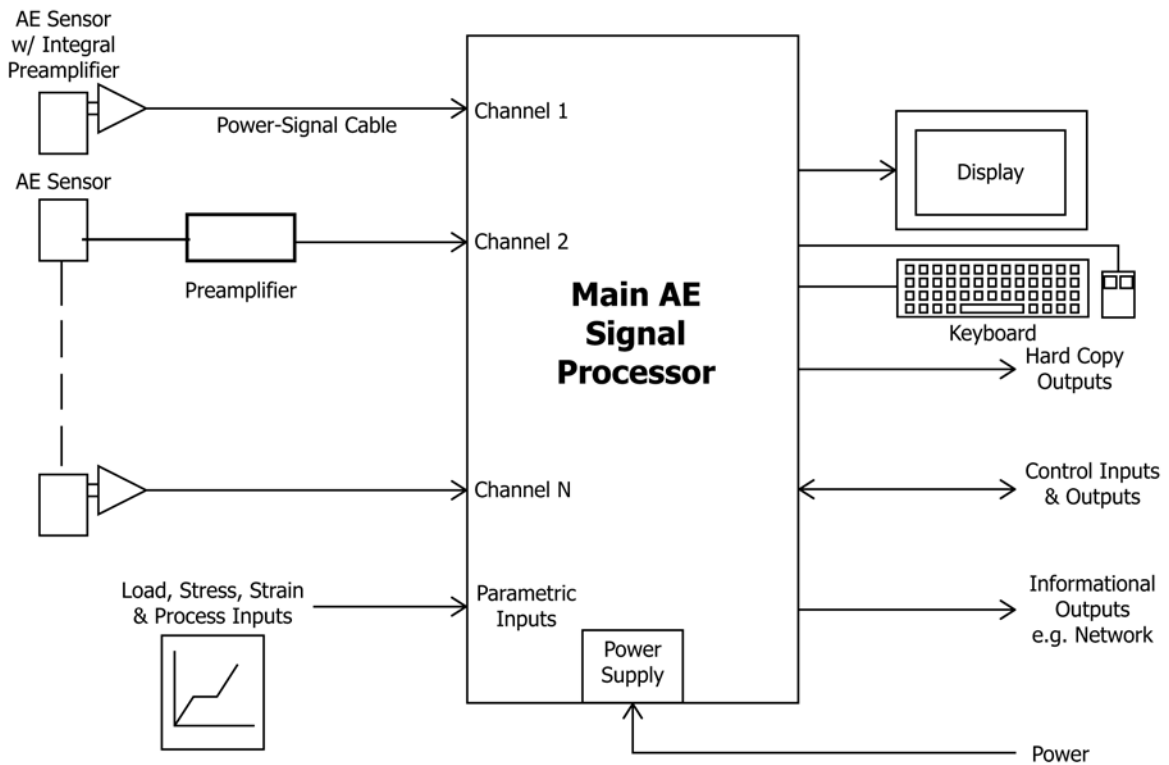 AE Sensor
w/ Integral
Preamplifier
Power-Signal Cable
Channel 1
Display
AE Sensor
Preamplifier
Channel 2
Main AE
Signal
Processor
Keyboard
Hard Copy
Outputs
Channel N
Control Inputs
& Outputs
Load, Stress, Strain
& Process Inputs
Parametric
Inputs
Informational
Outputs
e.g. Network
Power
Supply
Power